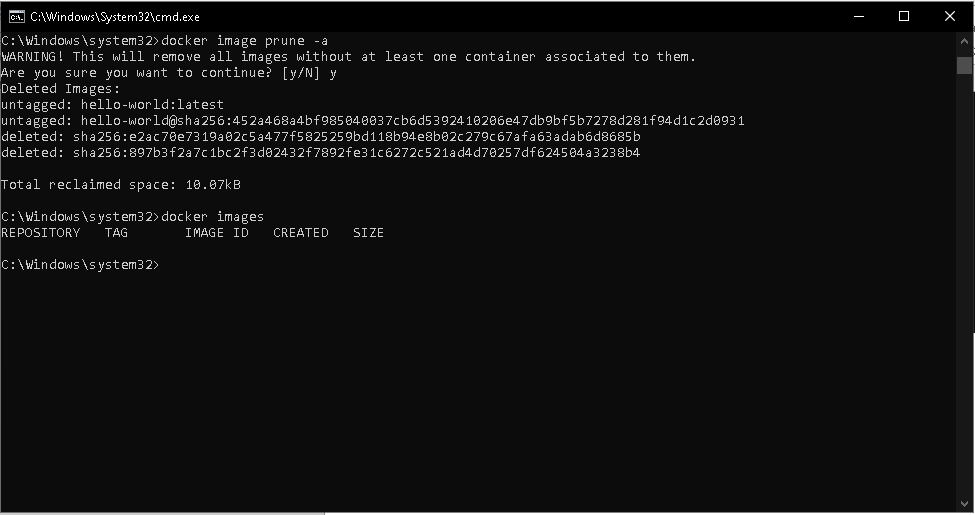 C:\Windows\System32\cmd.exe
C:\Windows\system32>docker image prune -a
WARNING! This will remove all images without at least one container associated to them.
Are you sure you want to continue? [y/N] y
Deleted Images:
untagged: hello-world:latest
untagged: hello-world@sha256:452a468a4bf985040037cb6d5392410206e47db9bf5b7278d281f94d1c2d0931
deleted: sha256:e2ac70e7319a02c5a477f5825259bd118b94e8b02c279c67afa63adab6d8685b
deleted: sha256:897b3f2a7c1bc2f3d02432f7892fe31c6272c521ad4d70257df624504a3238b4
Total reclaimed space: 10.07kB
C:\Windows\system32>docker images
REPOSITORY   TAG       IMAGE ID   CREATED   SIZE
C:\Windows\system32>